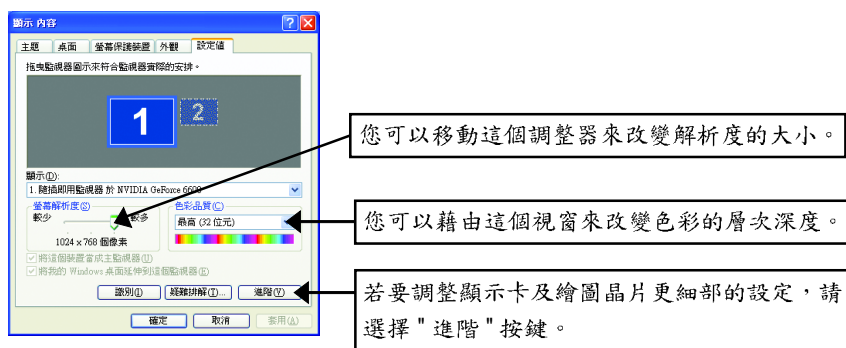 顯示 內容
主題 桌面 螢幕保護裝置 外觀 設定值
拖曳監視器圖示來符合監視器實際的安排。
1 2
您可以移動這個調整器來改變解析度的大小。
顯示(D):
1. 隨插即用監視器 於 NVIDIA GeForce 6600
螢幕解析度(S)
較少 較多
1024 x 768 個像素
色彩品質(C)
最高 (32 位元)
您可以藉由這個視窗來改變色彩的層次深度。
將這個裝置當成主監視器(U)
將我的 Windows 桌面延伸到這個監視器(E)
識別(I) 疑難排解(T)... 進階(V)
若要調整顯示卡及繪圖晶片更細部的設定，請
選擇 " 進階 " 按鍵。
確定 取消 套用(A)